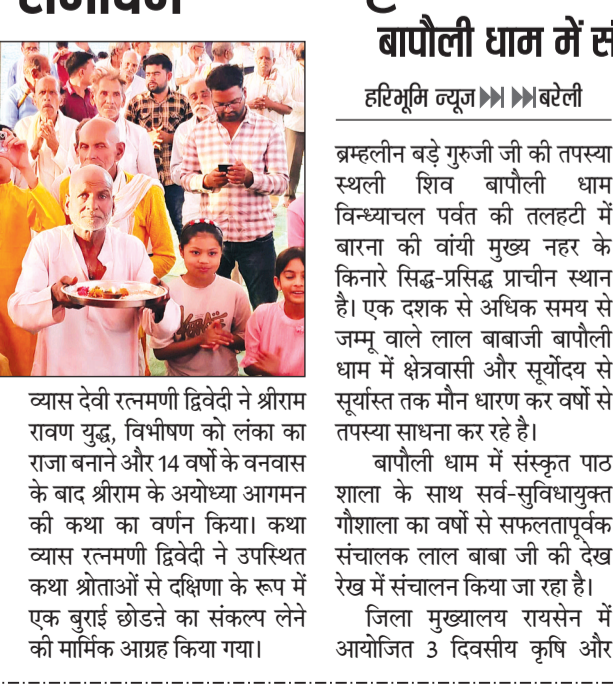 बापौली धाम में
व्यास देवी रत्नमणी द्विवेदी ने श्रीराम
रावण युद्ध, विभीषण को लंका का
राजा बनाने और 14 वर्षो के वनवास
के बाद श्रीराम के अयोध्या आगमन
की कथा का वर्णन किया। कथा
व्यास रत्नमणी द्विवेदी ने उपस्थित
कथा श्रोताओं से दक्षिणा के रूप में
एक बुराई छोडऩे का संकल्प लेने
की मार्मिक आग्रह किया गया।
हरिभूमि न्यूज बरेली
ब्रम्हलीन बड़े गुरुजी जी की तपस्या
स्थली शिव बापौली धाम
विन्ध्याचल पर्वत की तलहटी में
बारना की वांयी मुख्य नहर के
किनारे सिद्ध-प्रसिद्ध प्राचीन स्थान
है। एक दशक से अधिक समय से
जम्मू वाले लाल बाबाजी बापौली
धाम में क्षेत्रवासी और सूर्योदय से
सूर्यास्त तक मौन धारण कर वर्षो से
तपस्या साधना कर रहे है।
बापौली धाम में संस्कृत पाठ
शाला के साथ सर्व-सुविधायुक्त
गौशाला का वर्षो से सफलतापूर्वक
संचालक लाल बाबा जी की देख
रेख में संचालन किया जा रहा है।
जिला मुख्यालय रायसेन में
आयोजित 3 दिवसीय कृषि और